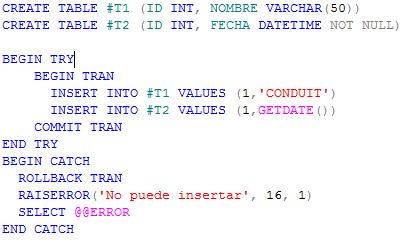 CREATE TABLE #T1 (ID INT, NOMBRE VARCHAR(50))
CREATE TABLE #T2 (ID INT, FECHA DATETIME NOT NULL)
BEGIN TRY
BEGIN TRAN
INSERT INTO #T1 VALUES (1,'CONDUIT')
INSERT INTO #T2 VALUES (1,GETDATE())
COMMIT TRAN
END TRY
BEGIN CATCH
ROLLBACK TRAN
RAISERROR('No puede insertar', 16, 1)
SELECT @@ERROR
END CATCH